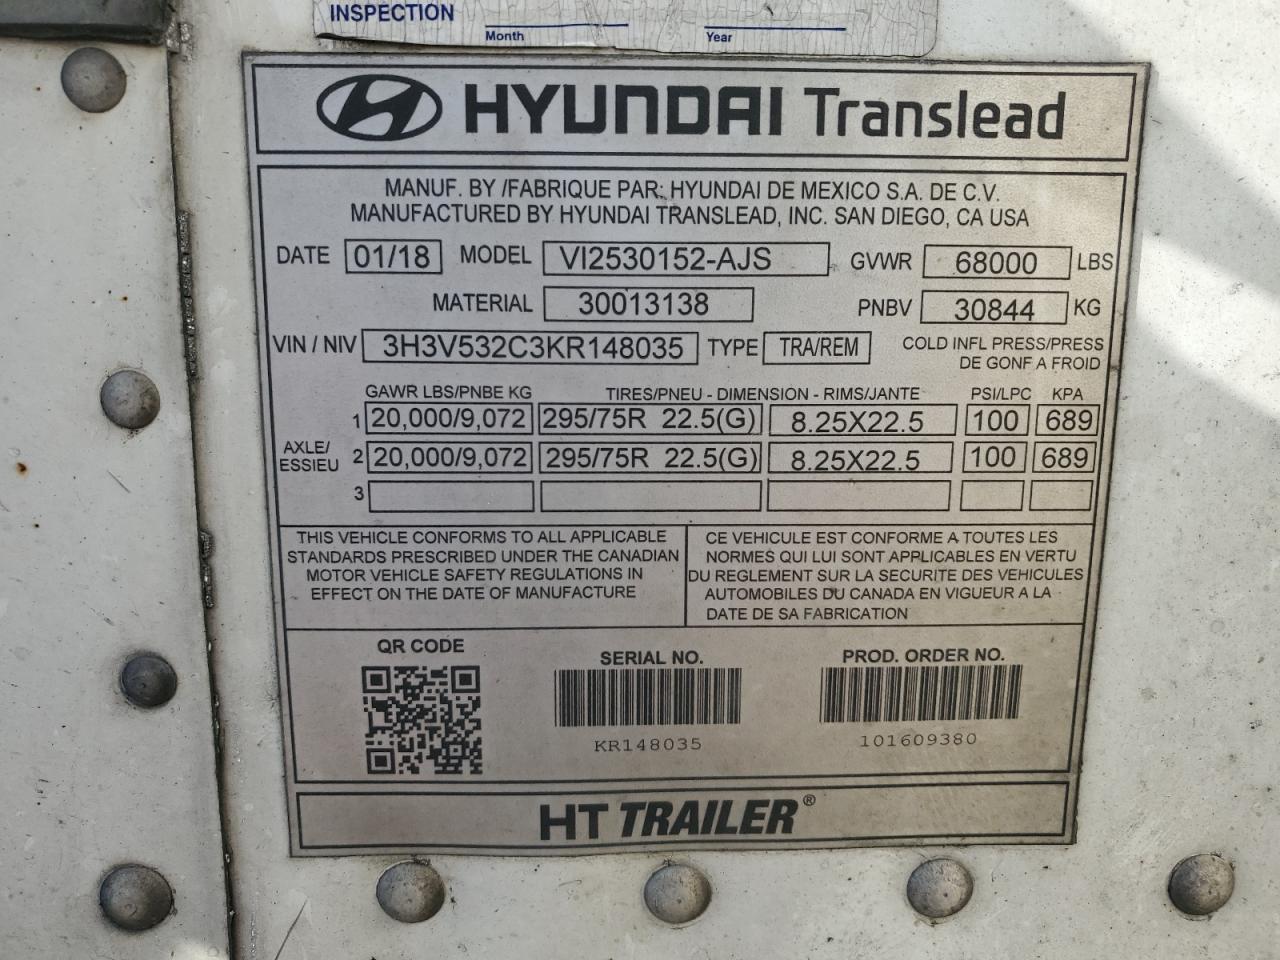 INSPECTION
Month Year
HYUNDAI Translead
MANUF. BY /FABRIQUE PAR: HYUNDAI DE MEXICO S.A. DE C.V.
MANUFACTURED BY HYUNDAI TRANSLEAD, INC. SAN DIEGO, CA USA
DATE 01/18 MODEL VI2530152-AJS GVWR 68000 LBS
MATERIAL 30013138 PNBV 30844 KG
VIN / NIV 3H3V532C3KR148035 TYPE TRA/REM COLD INFL PRESS/PRESS
DE GONF A FROID
GAWR LBS/PNBE KG TIRES/PNEU - DIMENSION - RIMS/JANTE PSI/LPC KPA
1 20,000/9,072 295/75R 22.5(G) 8.25X22.5 100 689
AXLE/
ESSIEU
2 20,000/9,072 295/75R 22.5(G) 8.25X22.5 100 689
3
THIS VEHICLE CONFORMS TO ALL APPLICABLE
STANDARDS PRESCRIBED UNDER THE CANADIAN
MOTOR VEHICLE SAFETY REGULATIONS IN
EFFECT ON THE DATE OF MANUFACTURE
CE VEHICULE EST CONFORME A TOUTES LES
NORMES QUI LUI SONT APPLICABLES EN VERTU
DU REGLEMENT SUR LA SECURITE DES VEHICULES
AUTOMOBILES DU CANADA EN VIGUEUR A LA
DATE DE SA FABRICATION
QR CODE
SERIAL NO.
KR148035
PROD. ORDER NO.
101609380
HT TRAILER®